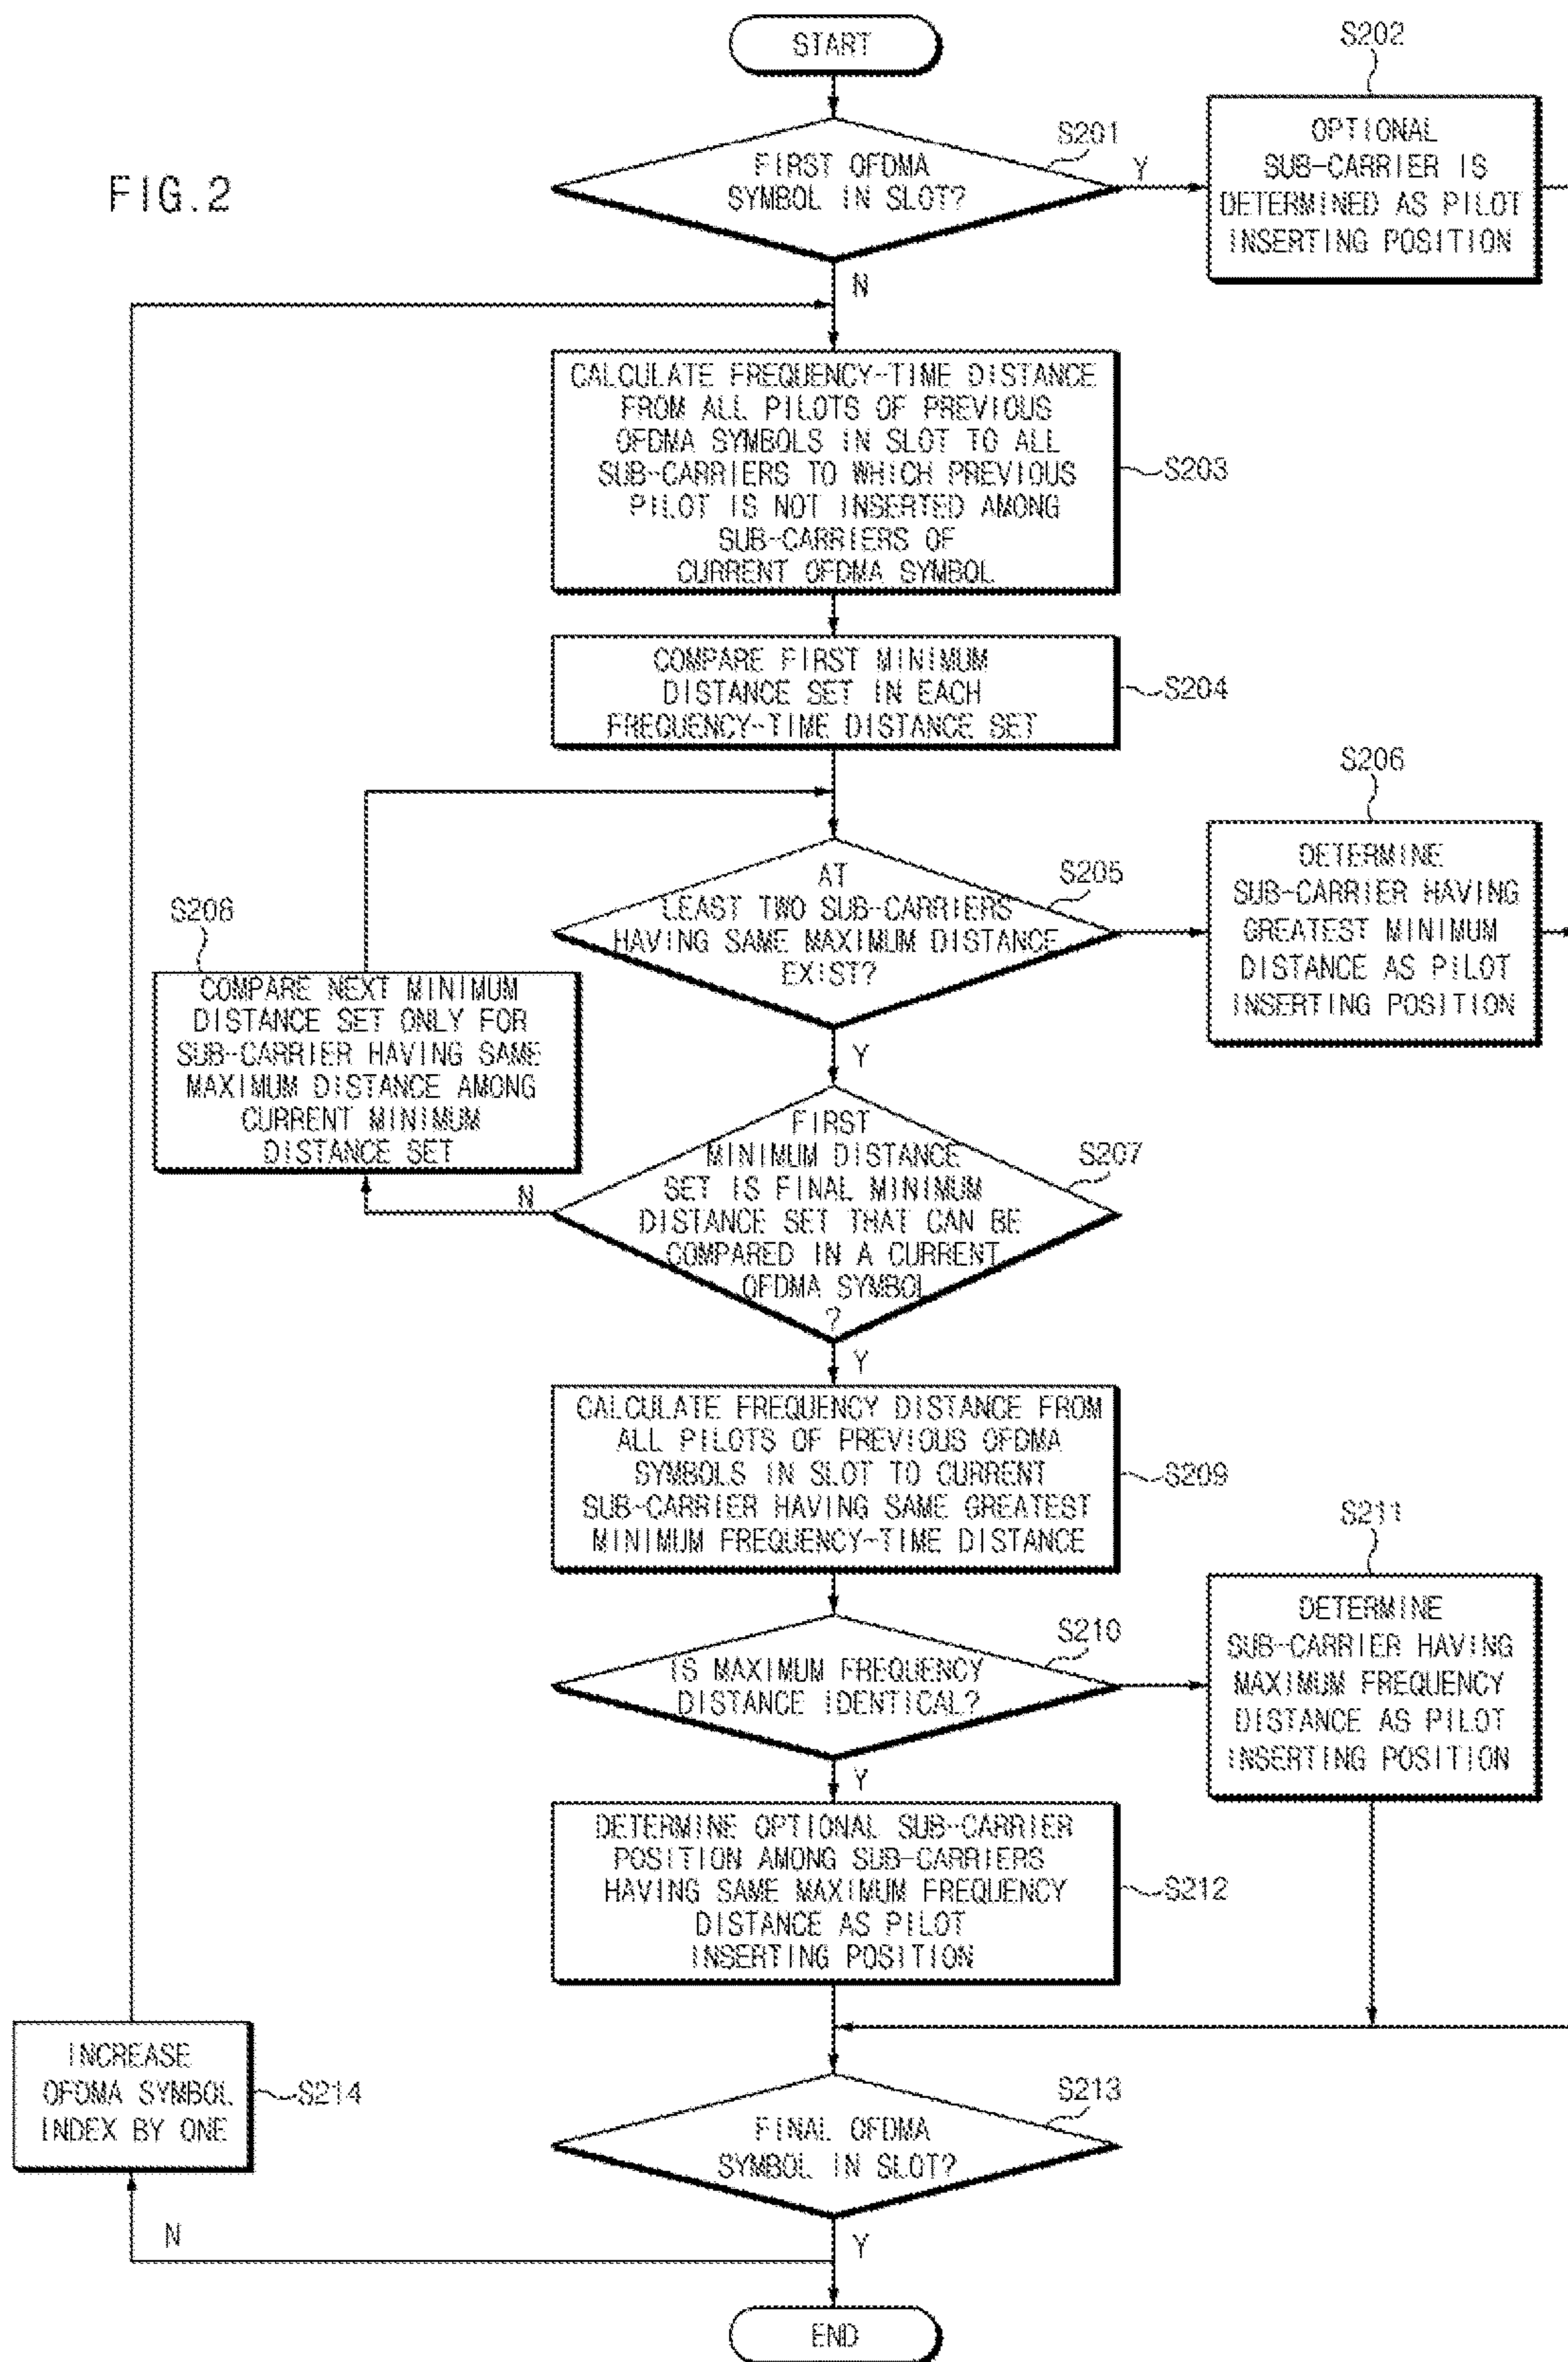 FIG.2
START
S201
FIRST OFDMA
SYMBOL IN SLOT?
Y
N
S202
OPTIONAL
SUB-CARRIER IS
DETERMINED AS PILOT
INSERTING POSITION
CALCULATE FREQUENCY-TIME DISTANCE
FROM ALL PILOTS OF PREVIOUS
OFDMA SYMBOLS IN SLOT TO ALL
SUB-CARRIERS TO WHICH PREVIOUS
PILOT IS NOT INSERTED AMONG
SUB-CARRIERS OF
CURRENT OFDMA SYMBOL
S203
COMPARE FIRST MINIMUM
DISTANCE SET IN EACH
FREQUENCY-TIME DISTANCE SET
S204
AT
LEAST TWO SUB-CARRIERS
HAVING SAME MAXIMUM DISTANCE
EXIST?
S205
Y
S206
DETERMINE
SUB-CARRIER HAVING
GREATEST MINIMUM
DISTANCE AS PILOT
INSERTING POSITION
S208
COMPARE NEXT MINIMUM
DISTANCE SET ONLY FOR
SUB-CARRIER HAVING SAME
MAXIMUM DISTANCE AMONG
CURRENT MINIMUM
DISTANCE SET
FIRST
MINIMUM DISTANCE
SET IS FINAL MINIMUM
DISTANCE SET THAT CAN BE
COMPARED IN A CURRENT
OFDMA SYMBOL
?
S207
N
Y
CALCULATE FREQUENCY DISTANCE FROM
ALL PILOTS OF PREVIOUS OFDMA
SYMBOLS IN SLOT TO CURRENT
SUB-CARRIER HAVING SAME GREATEST
MINIMUM FREQUENCY-TIME DISTANCE
S209
IS MAXIMUM FREQUENCY
DISTANCE IDENTICAL?
S210
Y
S211
DETERMINE
SUB-CARRIER HAVING
MAXIMUM FREQUENCY
DISTANCE AS PILOT
INSERTING POSITION
DETERMINE OPTIONAL SUB-CARRIER
POSITION AMONG SUB-CARRIERS
HAVING SAME MAXIMUM FREQUENCY
DISTANCE AS PILOT
INSERTING POSITION
S212
INCREASE
OFDMA SYMBOL
INDEX BY ONE
S214
FINAL OFDMA
SYMBOL IN SLOT?
S213
N
Y
END